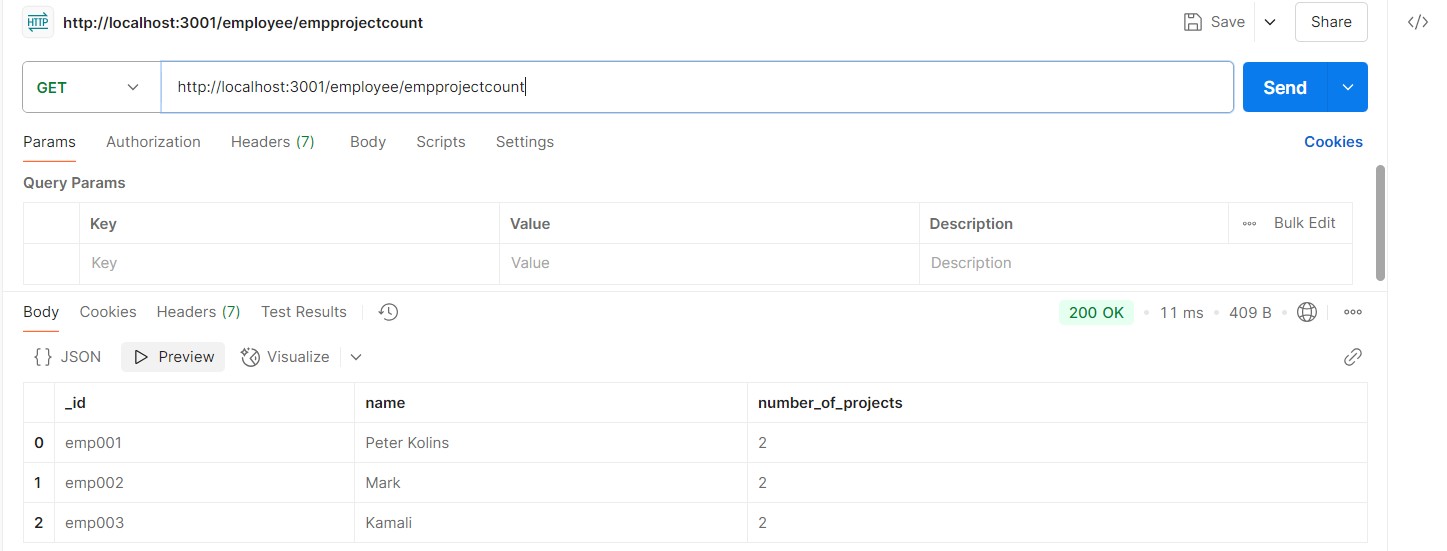 HTTP http://localhost:3001/employee/empprojectcount Save Share </>
GET http://localhost:3001/employee/empprojectcount Send
Params Authorization Headers (7) Body Scripts Settings Cookies
Query Params
Key Value Description ooo Bulk Edit
Key Value Description
Body Cookies Headers (7) Test Results 200 OK 11 ms 409 B ooo
{} JSON Preview Visualize
_id name number_of_projects
0 emp001 Peter Kolins 2
1 emp002 Mark 2
2 emp003 Kamali 2